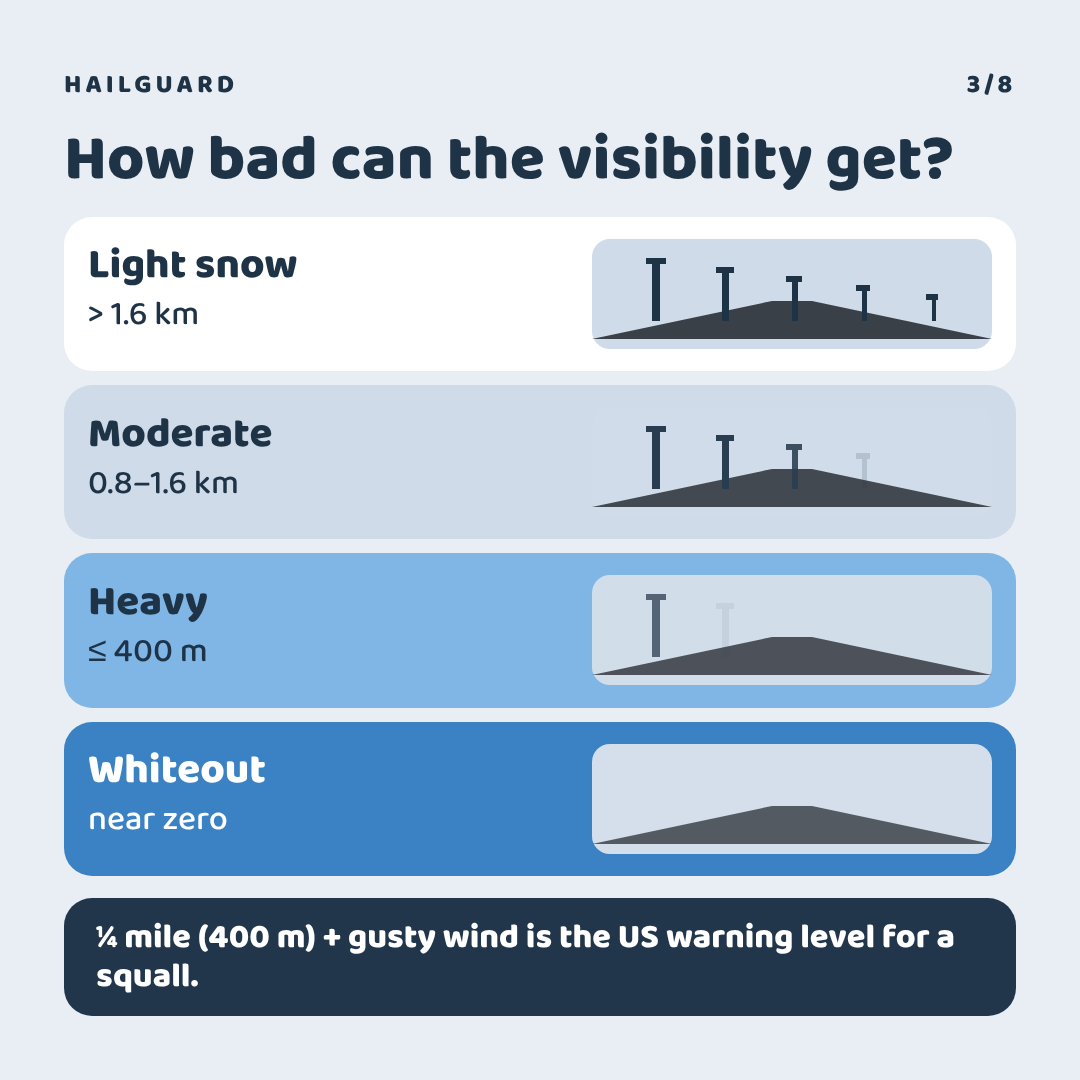 HAILGUARD
3/8
How bad can the visibility get?
Light snow
> 1.6 km
Moderate
0.8–1.6 km
Heavy
≤ 400 m
Whiteout
near zero
¼ mile (400 m) + gusty wind is the US warning level for a
squall.